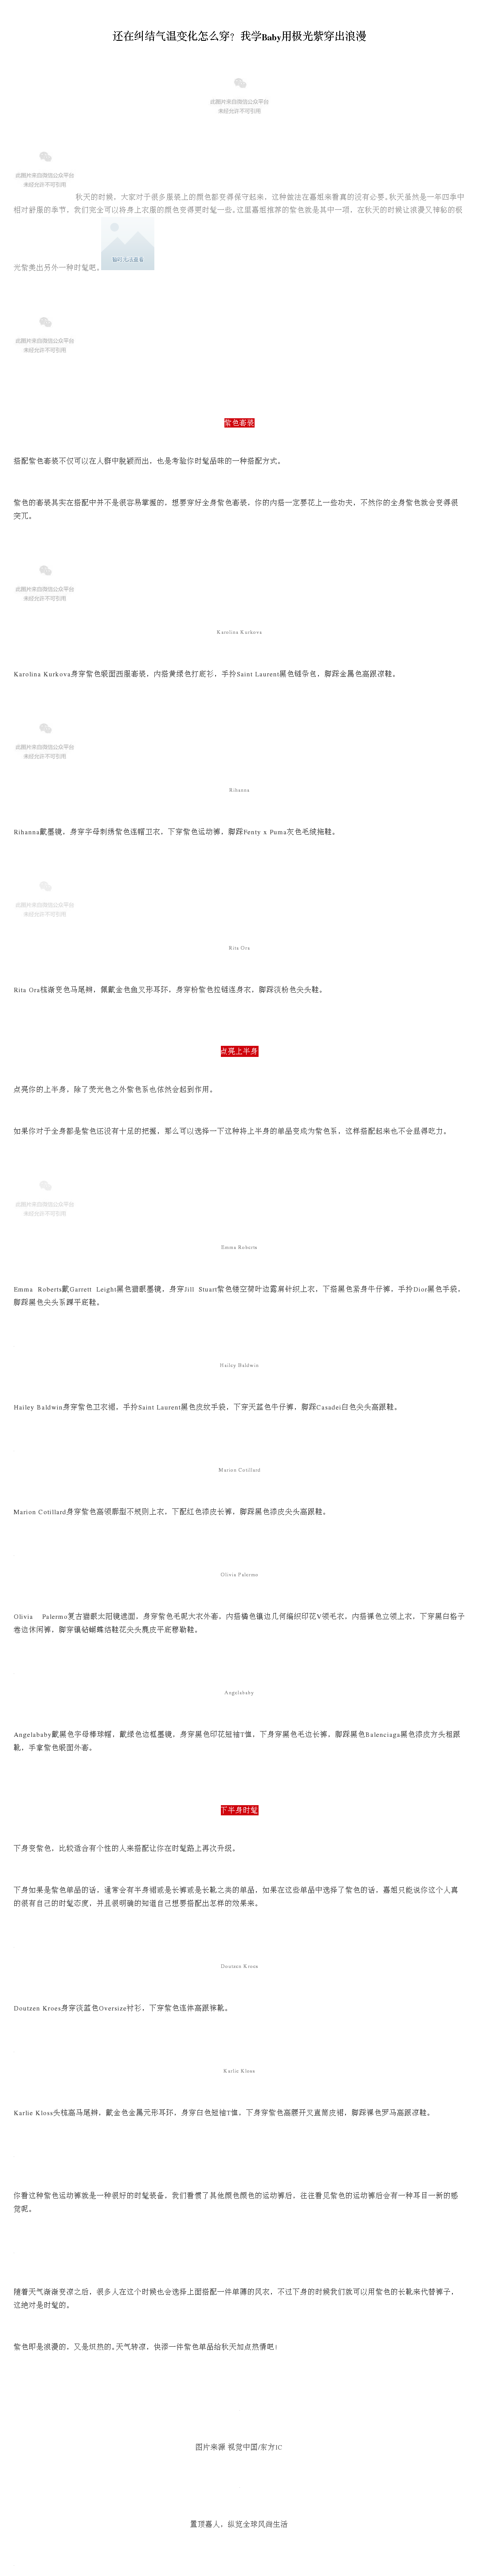 还在纠结气温变化怎么穿？我学Baby用极光紫穿出浪漫
此图片来自微信公众平台
未经允许不可引用
此图片来自微信公众平台
未经允许不可引用
秋天的时候，大家对于很多服装上的颜色都变得保守起来，这种做法在嘉姐来看真的没有必要。秋天虽然是一年四季中
相对舒服的季节，我们完全可以将身上衣服的颜色变得更时髦一些。这里嘉姐推荐的紫色就是其中一项，在秋天的时候让浪漫又神秘的极
光紫美出另外一种时髦吧。
此图片来自微信公众平台
未经允许不可引用
紫色套装
搭配紫色套装不仅可以在人群中脱颖而出，也是考验你时髦品味的一种搭配方式。
紫色的套装其实在搭配中并不是很容易掌握的，想要穿好全身紫色套装，你的内搭一定要花上一些功夫，不然你的全身紫色就会变得很
突兀。
此图片来自微信公众平台
未经允许不可引用
Karolina Kurkova
Karolina Kurkova身穿紫色缎面西服套装，内搭黄绿色打底衫，手拎Saint Laurent黑色链条包，脚踩金属色高跟凉鞋。
此图片来自微信公众平台
未经允许不可引用
Rihanna
Rihanna戴墨镜，身穿字母刺绣紫色连帽卫衣，下穿紫色运动裤，脚踩Fenty x Puma灰色毛绒拖鞋。
此图片来自微信公众平台
未经允许不可引用
Rita Ora
Rita Ora梳渐变色马尾辫，佩戴金色鱼叉形耳环，身穿粉紫色拉链连身衣，脚踩淡粉色尖头鞋。
点亮上半身
点亮你的上半身，除了荧光色之外紫色系也依然会起到作用。
如果你对于全身都是紫色还没有十足的把握，那么可以选择一下这种将上半身的单品变成为紫色系，这样搭配起来也不会显得吃力。
此图片来自微信公众平台
未经允许不可引用
Emma Roberts
Emma Roberts戴Garrett Leight黑色猫眼墨镜，身穿Jill Stuart紫色镂空荷叶边露肩针织上衣，下搭黑色紧身牛仔裤，手拎Dior黑色手袋，
脚踩黑色尖头系踝平底鞋。
Hailey Baldwin
Hailey Baldwin身穿紫色卫衣裙，手拎Saint Laurent黑色皮纹手袋，下穿天蓝色牛仔裤，脚踩Casadei白色尖头高跟鞋。
Marion Cotillard
Marion Cotillard身穿紫色高领廓型不规则上衣，下配红色漆皮长裤，脚踩黑色漆皮尖头高跟鞋。
Olivia Palermo
Olivia Palermo复古猫眼太阳镜遮面，身穿紫色毛呢大衣外套，内搭橘色镶边几何编织印花V领毛衣，内搭裸色立领上衣，下穿黑白格子
卷边休闲裤，脚穿镶钻蝴蝶结鞋花尖头麂皮平底穆勒鞋。
Angelababy
Angelababy戴黑色字母棒球帽，戴绿色边框墨镜，身穿黑色印花短袖T恤，下身穿黑色毛边长裤，脚踩黑色Balenciaga黑色漆皮方头粗跟
靴，手拿紫色缎面外套。
下半身时髦
下身变紫色，比较适合有个性的人来搭配让你在时髦路上再次升级。
下身如果是紫色单品的话，通常会有半身裙或是长裤或是长靴之类的单品，如果在这些单品中选择了紫色的话，嘉姐只能说你这个人真
的很有自己的时髦态度，并且很明确的知道自己想要搭配出怎样的效果来。
Doutzen Kroes
Doutzen Kroes身穿淡蓝色Oversize衬衫，下穿紫色连体高跟裤靴。
Karlie Kloss
Karlie Kloss头梳高马尾辫，戴金色金属元形耳环，身穿白色短袖T恤，下身穿紫色高腰开叉直筒皮裙，脚踩裸色罗马高跟凉鞋。
你看这种紫色运动裤就是一种很好的时髦装备，我们看惯了其他颜色颜色的运动裤后，往往看见紫色的运动裤后会有一种耳目一新的感
觉呢。
随着天气渐渐变凉之后，很多人在这个时候也会选择上面搭配一件单薄的风衣，不过下身的时候我们就可以用紫色的长靴来代替裤子，
这绝对是时髦的。
紫色即是浪漫的，又是炽热的。天气转凉，快添一件紫色单品给秋天加点热情吧！
图片来源 视觉中国/东方IC
置顶嘉人，纵览全球风尚生活